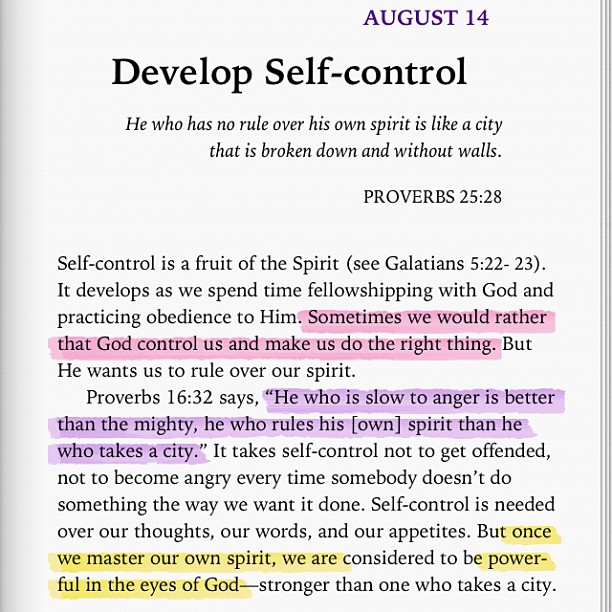 AUGUST 14
Develop Self-control
He who has no rule over his own spirit is like a city
that is broken down and without walls.
PROVERBS 25:28
Self-control is a fruit of the Spirit (see Galatians 5:22- 23).
It develops as we spend time fellowshipping with God and
practicing obedience to Him. Sometimes we would rather
that God control us and make us do the right thing. But
He wants us to rule over our spirit.
Proverbs 16:32 says, “He who is slow to anger is better
than the mighty, he who rules his [own] spirit than he
who takes a city.” It takes self-control not to get offended,
not to become angry every time somebody doesn’t do
something the way we want it done. Self-control is needed
over our thoughts, our words, and our appetites. But once
we master our own spirit, we are considered to be power-
ful in the eyes of God—stronger than one who takes a city.